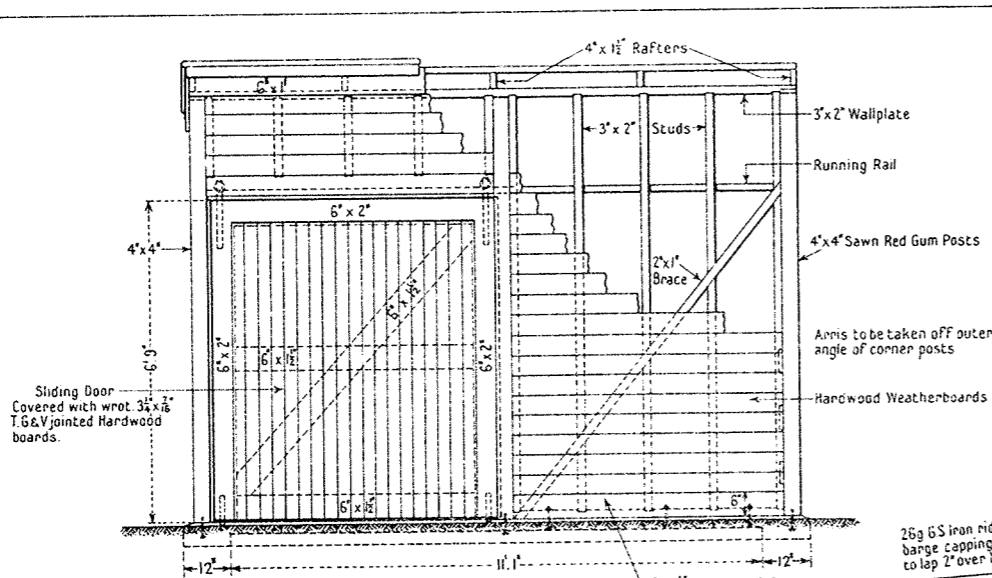 4" x 1½" Rafters
6" x 1"
3" x 2" Wallplate
3" x 2" Studs
Running Rail
6" x 2"
4" x 4"
4" x 4" Sawn Red Gum Posts
2" x 1"
Brace
6" x 1½"
Arris to be taken off outer
angle of corner posts
6'9"
6" x 2"
6" x 1½"
6" x 2"
Sliding Door
Covered with wrot. 3¼" x
T.G & V jointed Hardwood
boards.
Hardwood Weatherboards
6" x 1½"
6"
26g G.S iron
barge capping
to lap 2" over
12"
11'.1"
12"